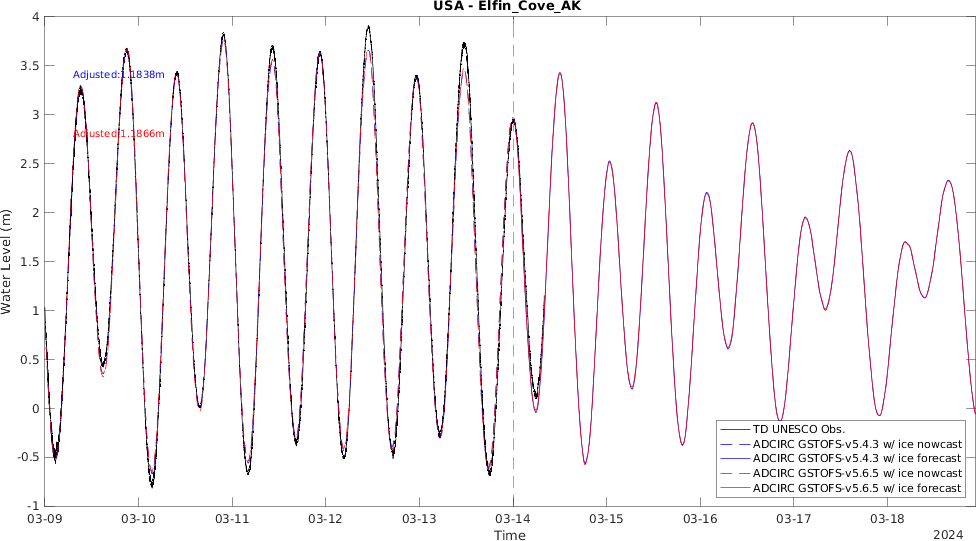 USA - Elfin_Cove_AK
4
3.5
3
2.5
2
1.5
1
0.5
0
-0.5
-1
Water Level (m)
Adjusted:1.1838m
Adjusted:1.1866m
TD UNESCO Obs.
ADCIRC GSTOFS-v5.4.3 w/ ice nowcast
ADCIRC GSTOFS-v5.4.3 w/ ice forecast
ADCIRC GSTOFS-v5.6.5 w/ ice nowcast
ADCIRC GSTOFS-v5.6.5 w/ ice forecast
03-09 03-10 03-11 03-12 03-13 03-14 03-15 03-16 03-17 03-18
Time
2024